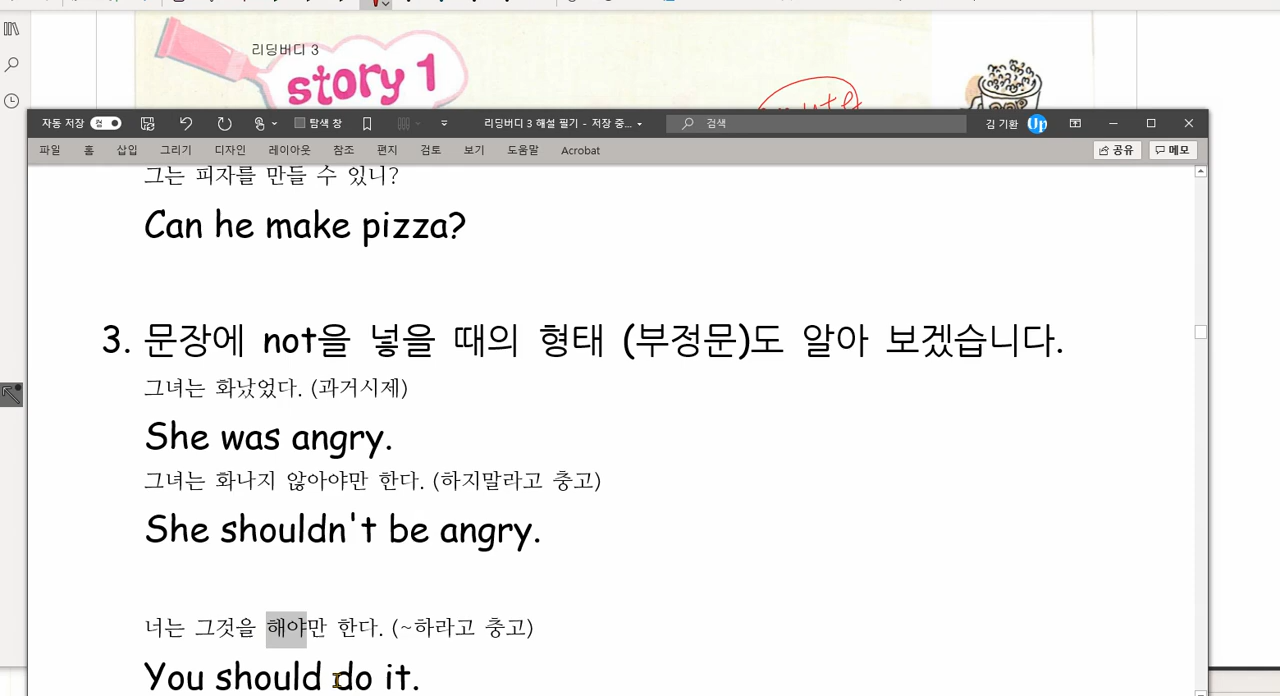 리딩버디 3
story 1
자동 저장 켬 탐색 창 리딩버디 3 해설 필기 - 저장 중... 검색 김 기환 Up
파일 홈 삽입 그리기 디자인 레이아웃 참조 편지 검토 보기 도움말 Acrobat 공유 메모
그는 피자를 만들 수 있니?
Can he make pizza?
3. 문장에 not을 넣을 때의 형태 (부정문)도 알아 보겠습니다.
그녀는 화났었다. (과거시제)
She was angry.
그녀는 화나지 않아야만 한다. (하지말라고 충고)
She shouldn't be angry.
너는 그것을 해야만 한다. (~하라고 충고)
You should do it.